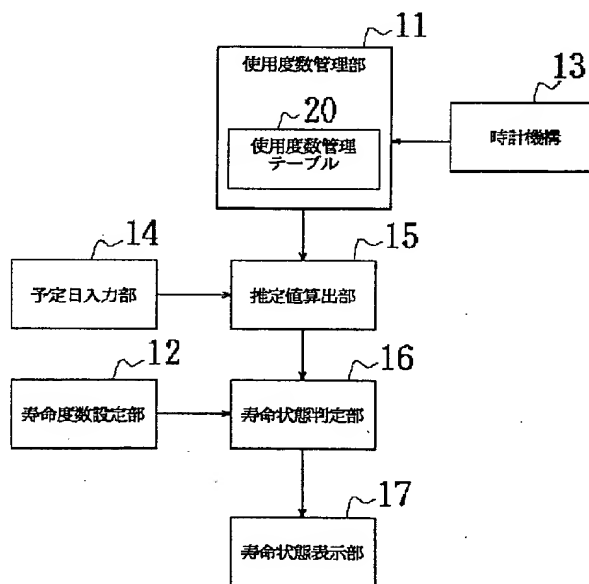 11
使用度数管理部
13
20
使用度数管理
テーブル
時計機構
14
15
予定日入力部
推定値算出部
12
16
寿命度数設定部
寿命状態判定部
17
寿命状態表示部